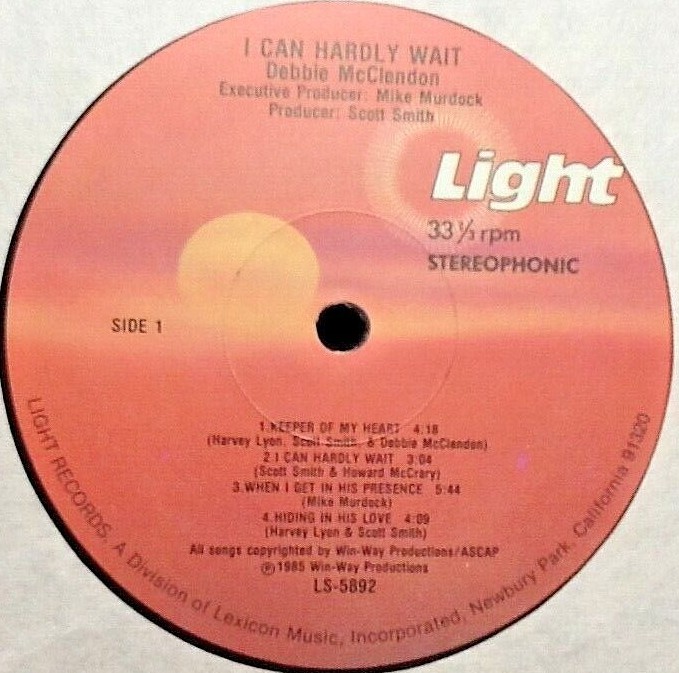 I CAN HARDLY WAIT
Debbie McClendon
Executive Producer: Mike Murdock
Producer: Scott Smith
Light
33⅓ rpm
STEREOPHONIC
SIDE 1
1.KEEPER OF MY HEART 4:18
(Harvey Lyon, Scott Smith, & Debbie McClendon)
2.I CAN HARDLY WAIT 3:04
(Scott Smith & Howard McCrary)
3.WHEN I GET IN HIS PRESENCE 5:44
(Mike Murdock)
4.HIDING IN HIS LOVE 4:09
(Harvey Lyon & Scott Smith)
All songs copyrighted by Win-Way Productions/ASCAP
℗1985 Win-Way Productions
LS-5892
LIGHT RECORDS, A Division of Lexicon Music, Incorporated, Newbury Park, California 91320